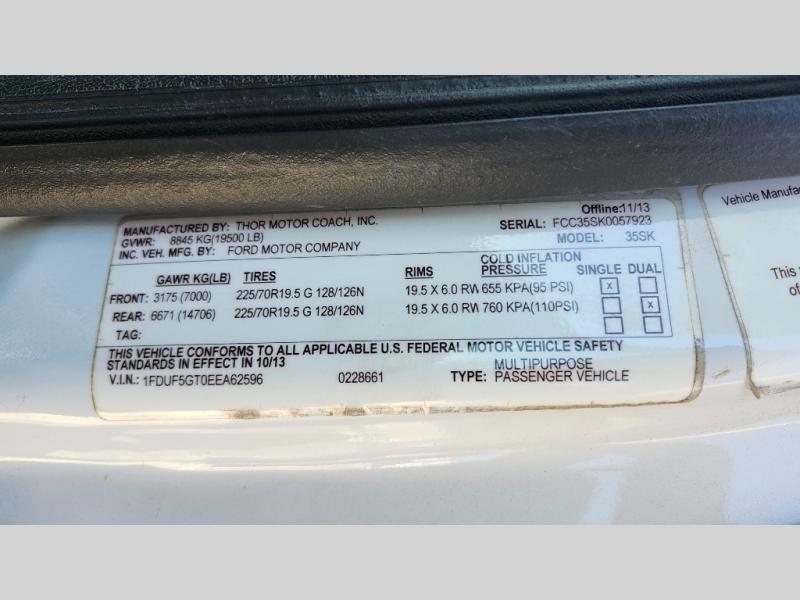 Offline:11/13
MANUFACTURED BY: THOR MOTOR COACH, INC. SERIAL: FCC35SK0057923
GVWR: 8845 KG(19500 LB) MODEL: 35SK
INC. VEH. MFG. BY: FORD MOTOR COMPANY
GAWR KG(LB) TIRES RIMS COLD INFLATION PRESSURE SINGLE DUAL
FRONT: 3175 (7000) 225/70R19.5 G 128/126N 19.5 X 6.0 RW 655 KPA(95 PSI) X
REAR: 6671 (14706) 225/70R19.5 G 128/126N 19.5 X 6.0 RW 760 KPA(110PSI) X
TAG:
THIS VEHICLE CONFORMS TO ALL APPLICABLE U.S. FEDERAL MOTOR VEHICLE SAFETY
STANDARDS IN EFFECT IN 10/13
V.I.N.: 1FDUF5GT0EEA62596 0228661 TYPE: MULTIPURPOSE PASSENGER VEHICLE
Vehicle Manufa
This
of